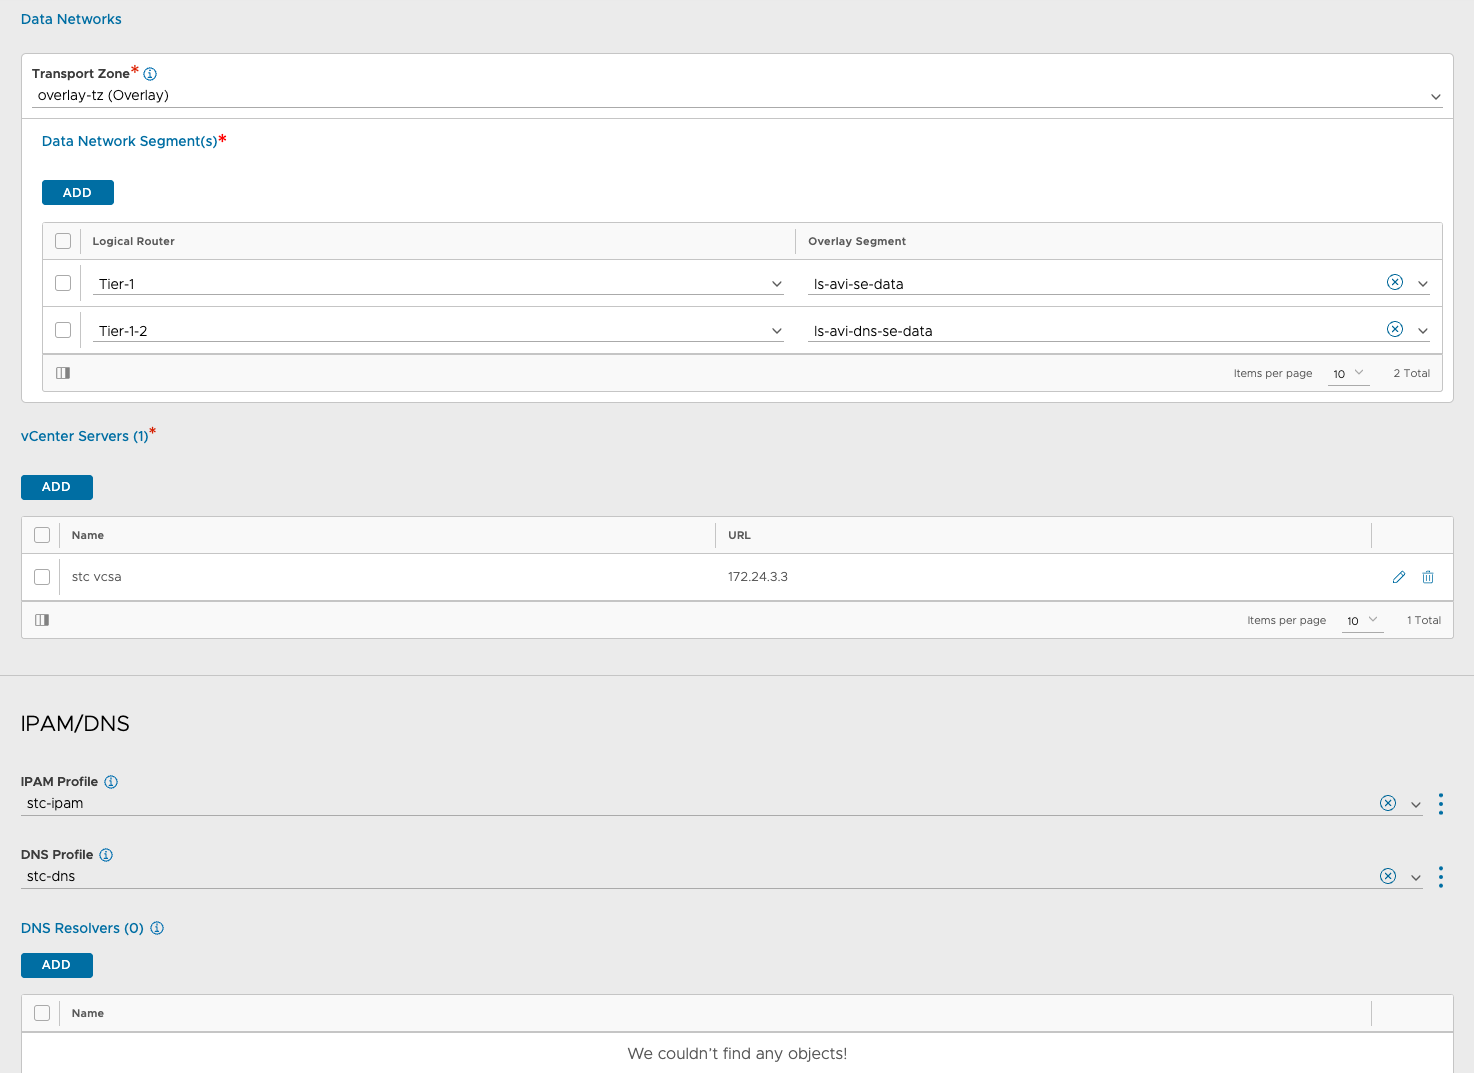 Data Networks
Transport Zone*
overlay-tz (Overlay)
Data Network Segment(s)*
ADD
Logical Router Overlay Segment
Tier-1 ls-avi-se-data
Tier-1-2 ls-avi-dns-se-data
Items per page 10 2 Total
vCenter Servers (1)*
ADD
Name URL
stc vcsa 172.24.3.3
Items per page 10 1 Total
IPAM/DNS
IPAM Profile
stc-ipam
DNS Profile
stc-dns
DNS Resolvers (0)
ADD
Name
We couldn't find any objects!